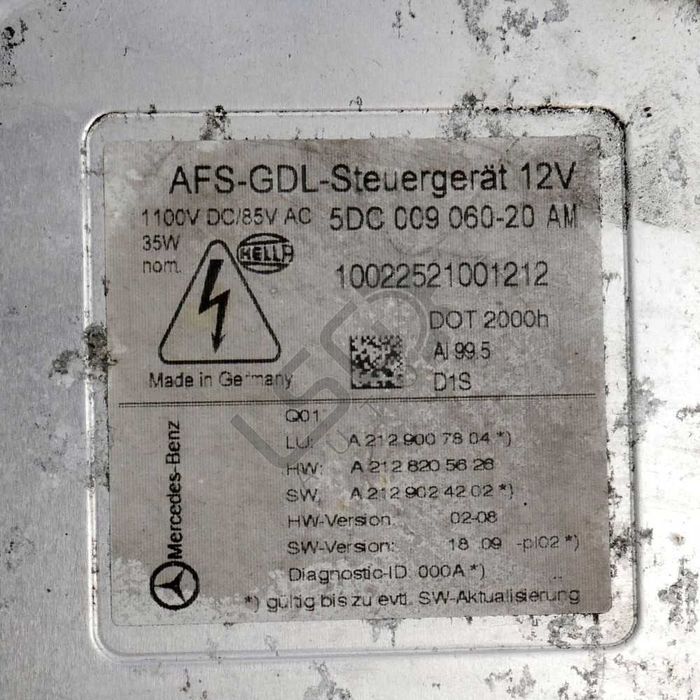 AFS-GDL-Steuergerät 12V
1100V DC/85V AC 5DC 009 060-20 AM
35W
nom.
HELLA
10022521001212
DOT 2000h
Al 99.5
D1S
Made in Germany
Q01
LU: A 212 900 78 04 *)
HW: A 212 820 56 26
SW: A 212 902 42 02 *)
HW-Version: 02-08
SW-Version: 18.09 -pl02 *)
Diagnostic-ID: 000A *)
*) gültig bis zu evtl. SW-Aktualisierung
Mercedes-Benz